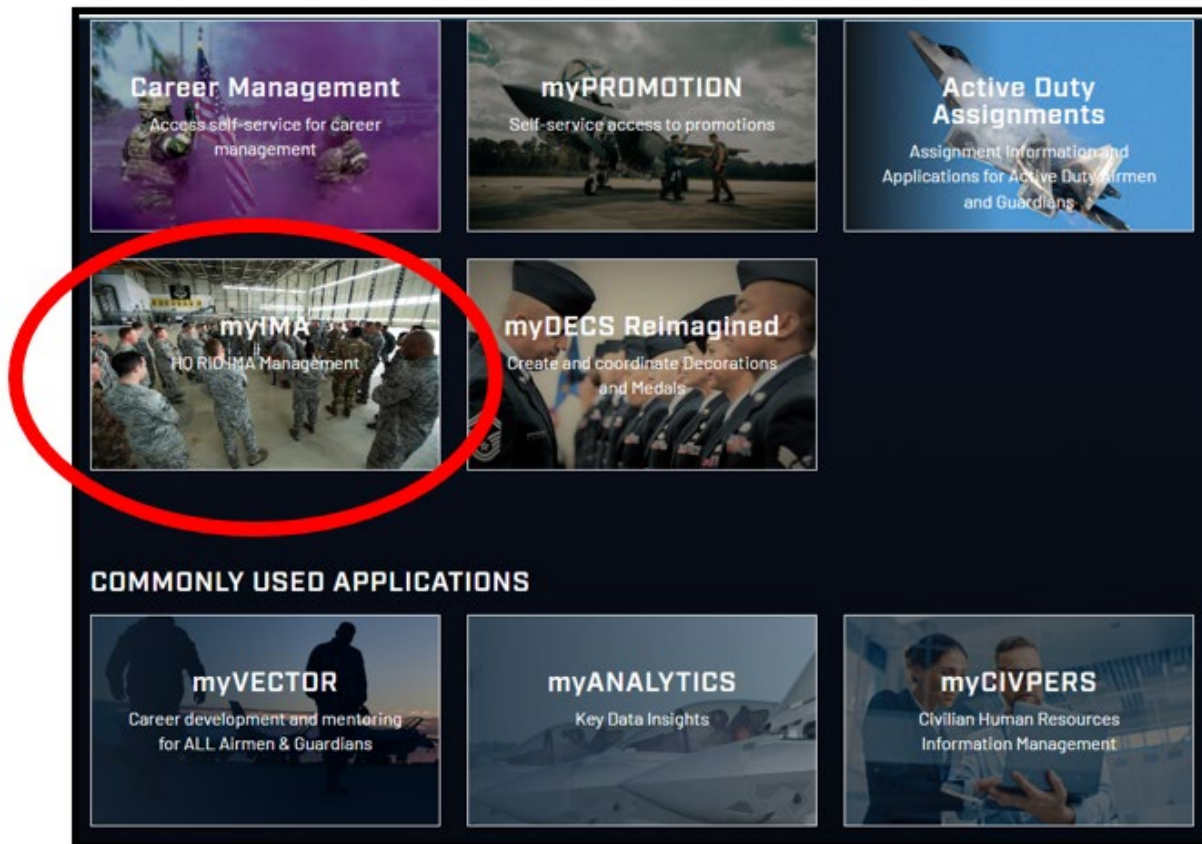 Career Management
Access self-service for career
management
myPROMOTION
Self-service access to promotions
Active Duty
Assignments
Assignment Information and
Applications for Active Duty Airmen
and Guardians
myIMA
HQ RIO IMA Management
myDECS Reimagined
Create and coordinate Decorations
and Medals
COMMONLY USED APPLICATIONS
myVECTOR
Career development and mentoring
for ALL Airmen & Guardians
myANALYTICS
Key Data Insights
myCIVPERS
Civilian Human Resources
Information Management